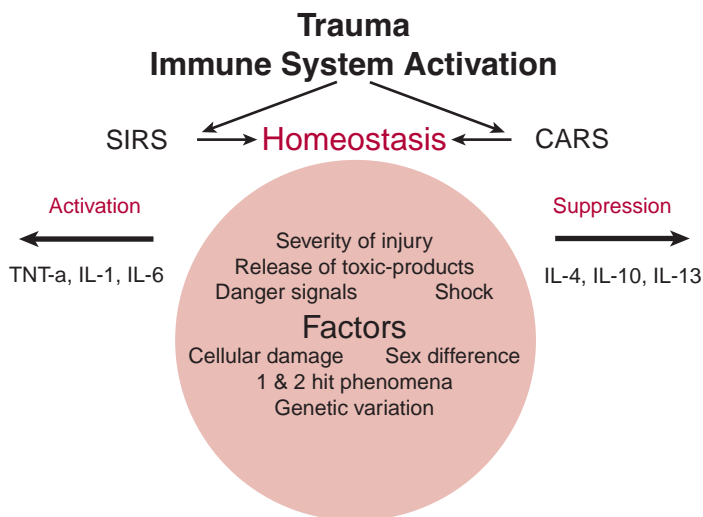 Trauma
Immune System Activation
SIRS Homeostasis CARS
Activation
Suppression
TNT-a, IL-1, IL-6
IL-4, IL-10, IL-13
Severity of injury
Release of toxic-products
Danger signals Shock
Factors
Cellular damage Sex difference
1 & 2 hit phenomena
Genetic variation